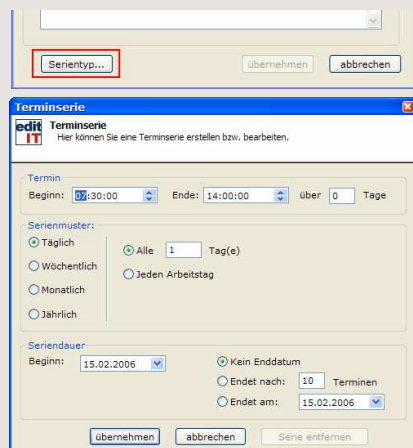 Serientyp...
übernehmen
abbrechen
Terminserie
edit IT
Terminserie
Hier können Sie eine Terminserie erstellen bzw. bearbeiten.
Termin
Beginn: 07:30:00 Ende: 14:00:00 über 0 Tage
Serienmuster:
Täglich
Wöchentlich
Monatlich
Jährlich
Alle 1 Tag(e)
Jeden Arbeitstag
Seriendauer
Beginn: 15.02.2006
Kein Enddatum
Endet nach: 10 Terminen
Endet am: 15.02.2006
übernehmen
abbrechen
Serie entfernen